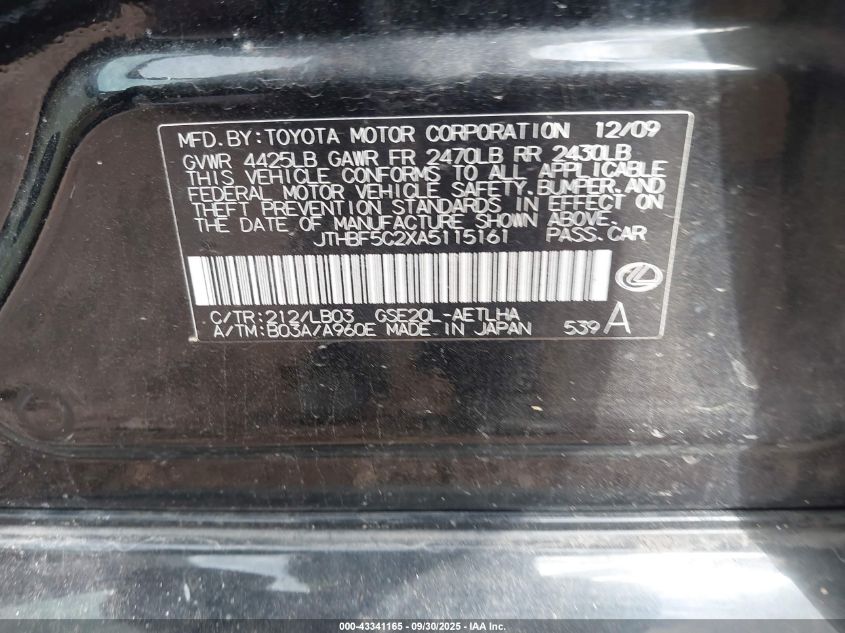 MFD.BY:TOYOTA MOTOR CORPORATION 12/09
GVWR 4425LB GAWR FR 2470LB RR 2430LB
THIS VEHICLE CONFORMS TO ALL APPLICABLE
FEDERAL MOTOR VEHICLE SAFETY,BUMPER,AND
THEFT PREVENTION STANDARDS IN EFFECT ON
THE DATE OF MANUFACTURE SHOWN ABOVE.
JTHBF5C2XA5115161 PASS.CAR
C/TR:212/LB03 GSE20L-AETLHA
A/TM:B03A/A960E MADE IN JAPAN 539 A
000-43341165 | 09/30/2025 | IAA Inc.